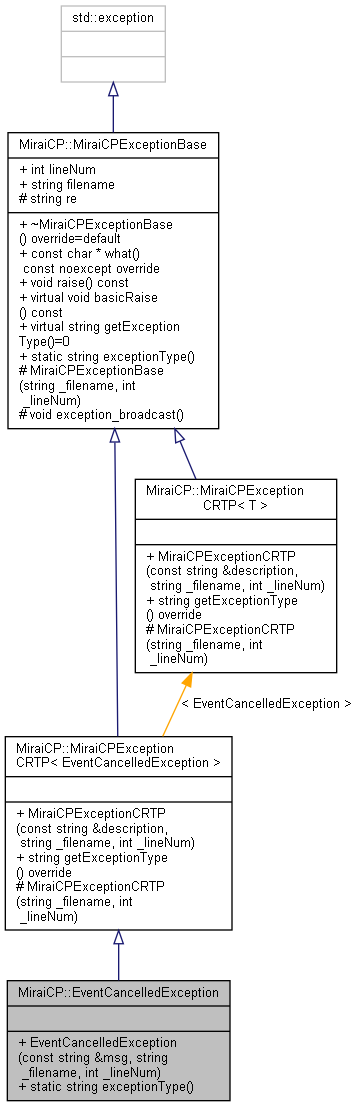 std::exception
MiraiCP::MiraiCPExceptionBase
+ int lineNum
+ string filename
# string re
+ ~MiraiCPExceptionBase
() override=default
+ const char * what()
const noexcept override
+ void raise() const
+ virtual void basicRaise
() const
+ virtual string getException
Type()=0
+ static string exceptionType()
# MiraiCPExceptionBase
(string _filename, int
_lineNum)
# void exception_broadcast()
MiraiCP::MiraiCPException
CRTP< T >
+ MiraiCPExceptionCRTP
(const string &description,
string _filename, int _lineNum)
+ string getExceptionType
() override
# MiraiCPExceptionCRTP
(string _filename, int
_lineNum)
< EventCancelledException >
MiraiCP::MiraiCPException
CRTP< EventCancelledException >
+ MiraiCPExceptionCRTP
(const string &description,
string _filename, int _lineNum)
+ string getExceptionType
() override
# MiraiCPExceptionCRTP
(string _filename, int
_lineNum)
MiraiCP::EventCancelledException
+ EventCancelledException
(const string &msg, string
_filename, int _lineNum)
+ static string exceptionType()